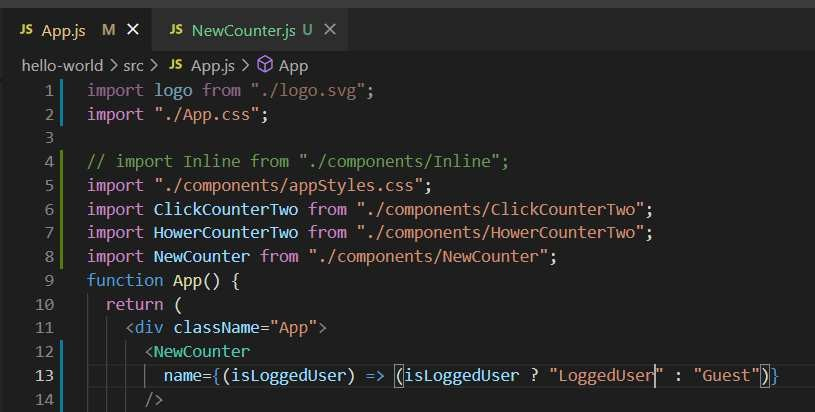 JS App.js M × JS NewCounter.js U ×
hello-world > src > JS App.js > App
1 import logo from "./logo.svg";
2 import "./App.css";
3
4 // import Inline from "./components/Inline";
5 import "./components/appStyles.css";
6 import ClickCounterTwo from "./components/ClickCounterTwo";
7 import HowerCounterTwo from "./components/HowerCounterTwo";
8 import NewCounter from "./components/NewCounter";
9 function App() {
10 return (
11 <div className="App">
12 <NewCounter
13 name={(isLoggedUser) => (isLoggedUser ? "LoggedUser" : "Guest")}
14 />